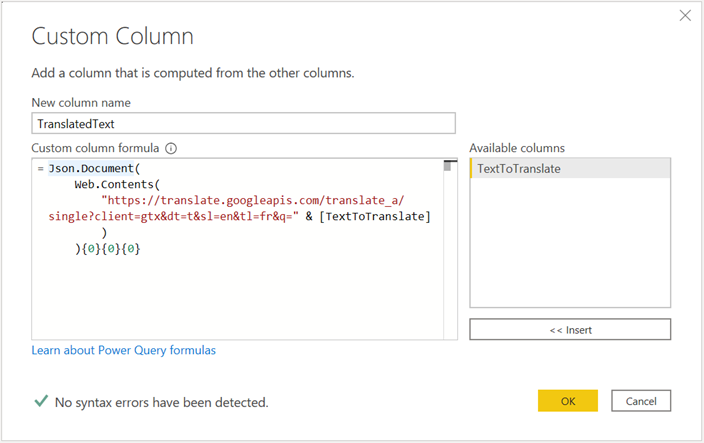 Custom Column
Add a column that is computed from the other columns.
New column name
TranslatedText
Custom column formula
Available columns
= Json.Document(
Web.Contents(
"https://translate.googleapis.com/translate_a/
single?client=gtx&dt=t&sl=en&tl=fr&q=" & [TextToTranslate]
)
){0}{0}{0}
TextToTranslate
<< Insert
Learn about Power Query formulas
No syntax errors have been detected.
OK
Cancel